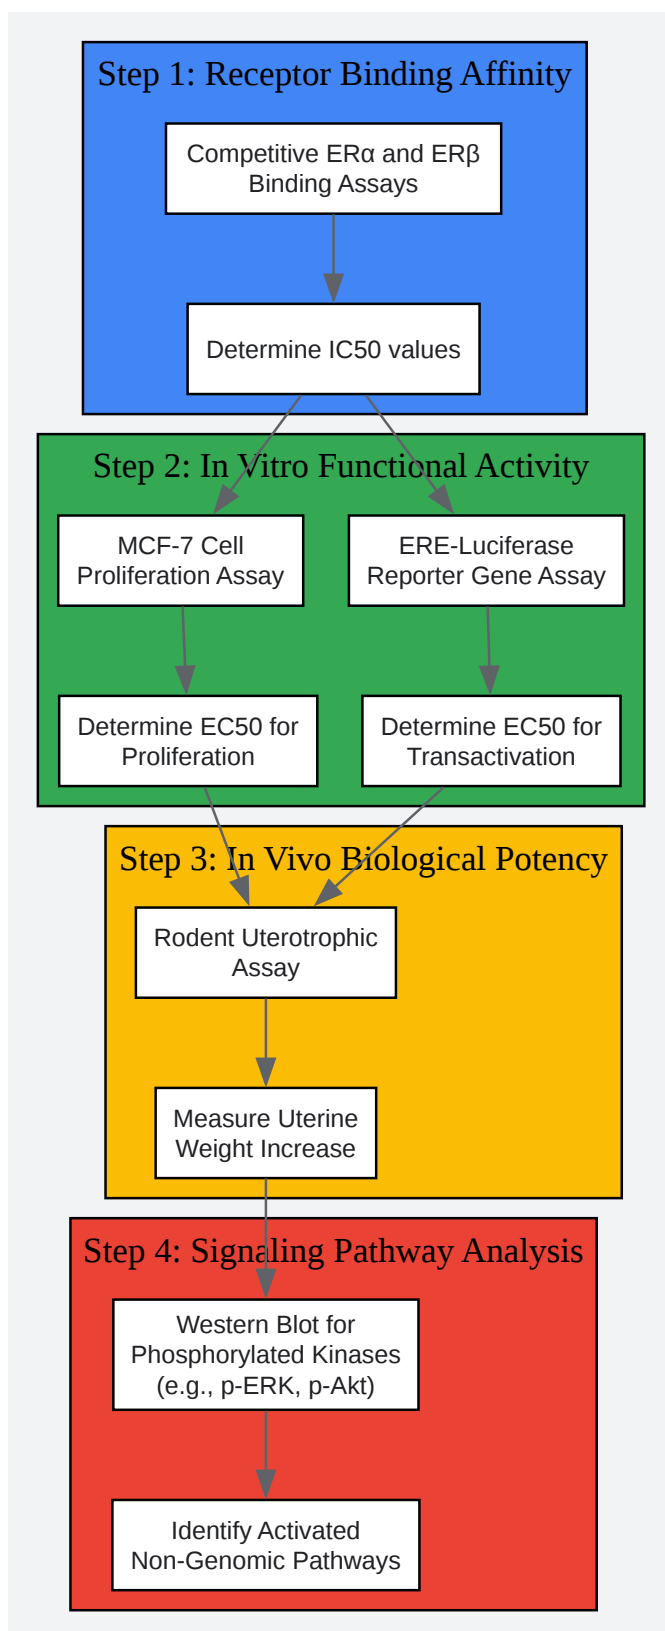 Step 1: Receptor Binding Affinity
Competitive ERα and ERβ
Binding Assays
Determine IC50 values
Step 2: In Vitro Functional Activity
MCF-7 Cell
Proliferation Assay
ERE-Luciferase
Reporter Gene Assay
Determine EC50 for
Proliferation
Determine EC50 for
Transactivation
Step 3: In Vivo Biological Potency
Rodent Uterotrophic
Assay
Measure Uterine
Weight Increase
Step 4: Signaling Pathway Analysis
Western Blot for
Phosphorylated Kinases
(e.g., p-ERK, p-Akt)
Identify Activated
Non-Genomic Pathways